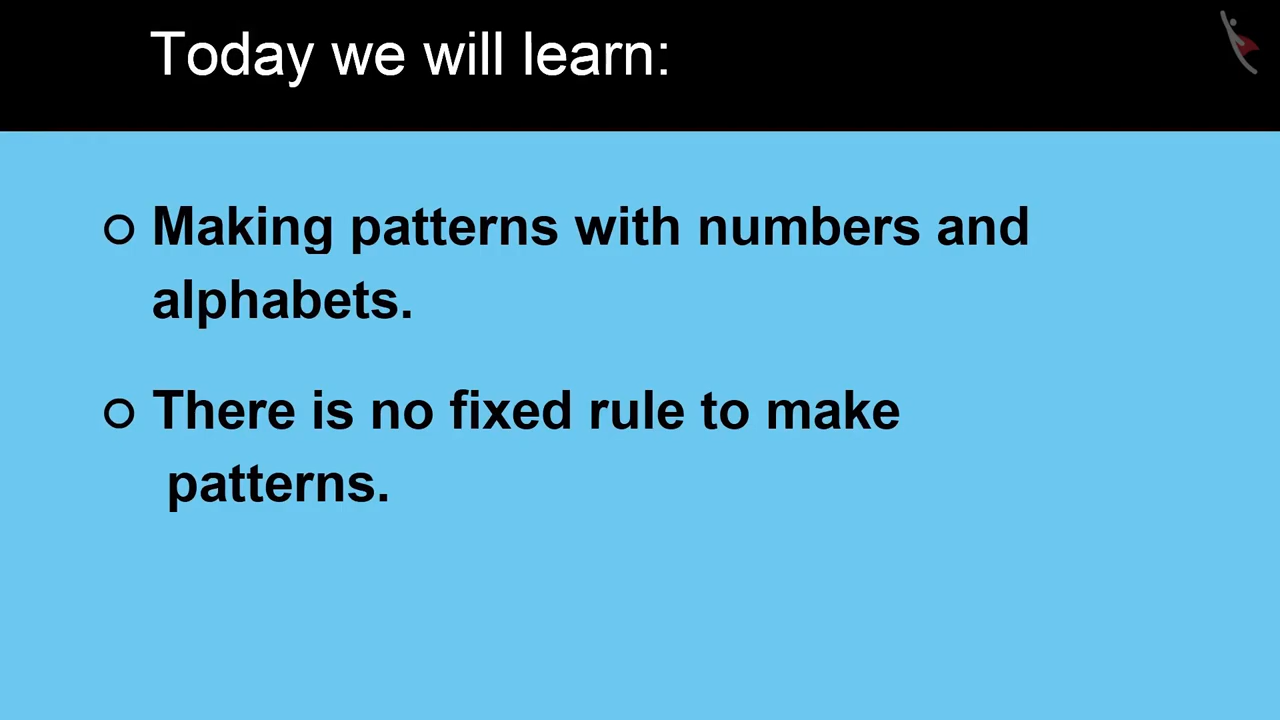 Today we will learn:
Making patterns with numbers and
alphabets.
There is no fixed rule to make
patterns.